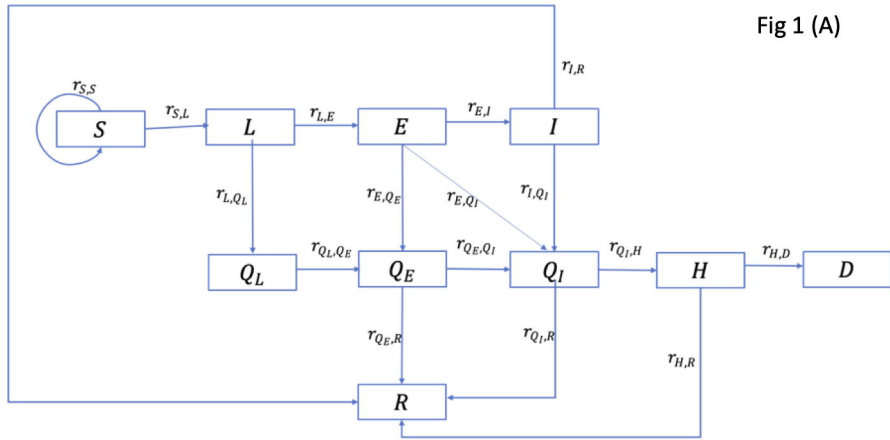 Fig 1 (A)
r_{I,R}
r_{S,S}
r_{S,L}
r_{L,E}
r_{E,I}
S
L
E
I
r_{L,Q_L}
r_{E,Q_E}
r_{E,Q_I}
r_{I,Q_I}
r_{Q_L,Q_E}
r_{Q_E,Q_I}
r_{Q_I,H}
r_{H,D}
Q_L
Q_E
Q_I
H
D
r_{Q_E,R}
r_{Q_I,R}
r_{H,R}
R